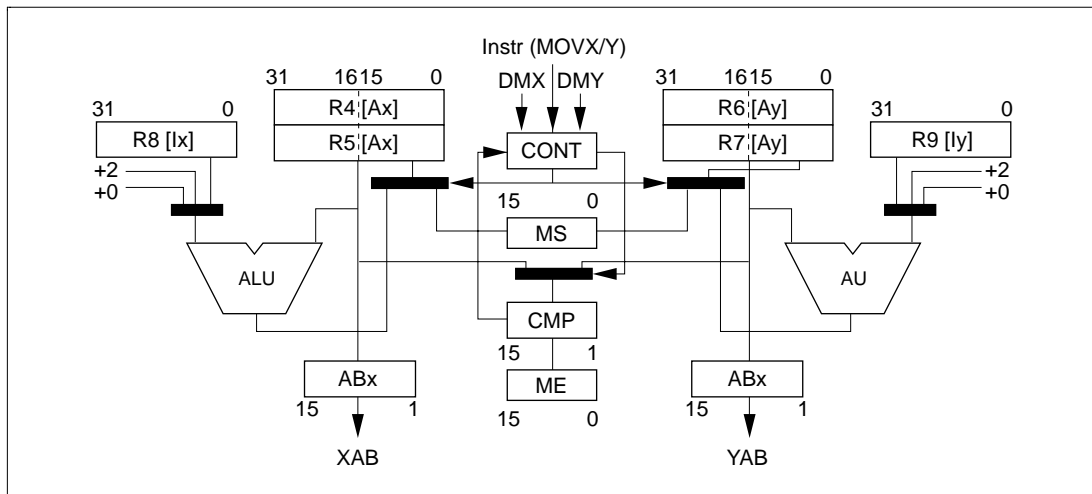 Instr (MOVX/Y)
31 16 15 0
DMX DMY
31 16 15 0
31 0
R4 [Ax]
R6 [Ay]
31 0
R8 [Ix]
R5 [Ax]
CONT
R7 [Ay]
R9 [Iy]
+2
+0
+2
+0
15 0
MS
ALU
AU
CMP
15 1
ABx
ME
ABx
15 1
15 0
15 1
XAB
YAB